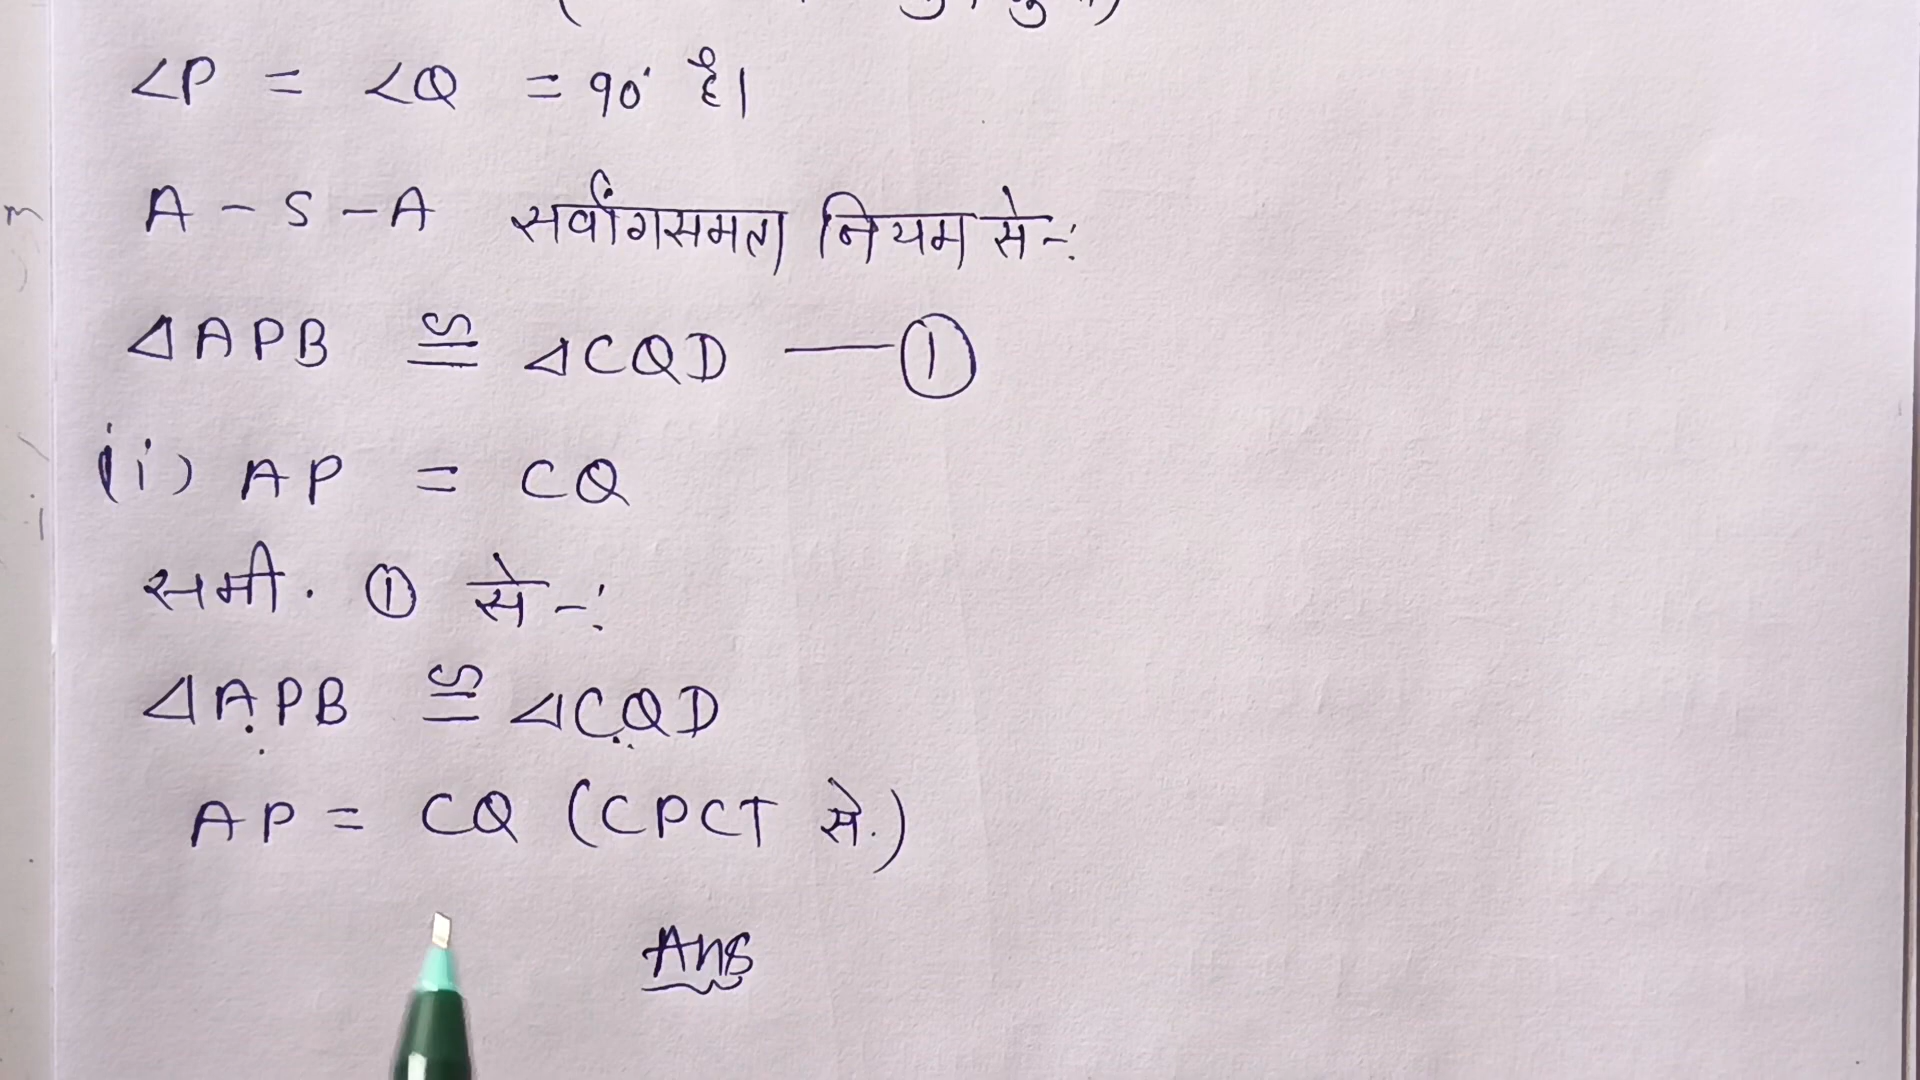 ∠P = ∠Q = 90° है।
A - S - A सर्वांगसमता नियम से -:
△APB ≅ △CQD — ①
(ii) AP = CQ
समी. ① से -:
△APB ≅ △CQD
AP = CQ (CPCT से.)
Ans